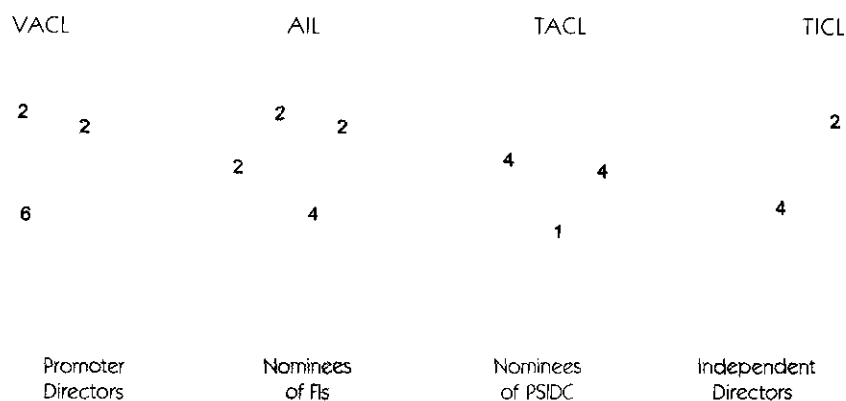 VACL AIL TACL TICL
2 2 2
2 2
2 4 4
6 4 4
1
Promoter Nominees Nominees Independent
Directors of FIs of PSIDC Directors